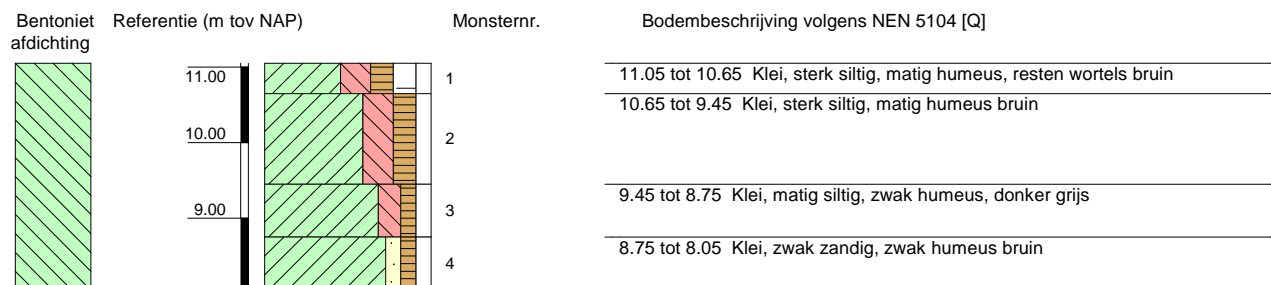 Bentoniet afdichting
Referentie (m tov NAP)
Monsternr.
Bodembeschrijving volgens NEN 5104 [Q]
11.00
1
11.05 tot 10.65 Klei, sterk siltig, matig humeus, resten wortels bruin
10.65 tot 9.45 Klei, sterk siltig, matig humeus bruin
10.00
2
9.45 tot 8.75 Klei, matig siltig, zwak humeus, donker grijs
9.00
3
8.75 tot 8.05 Klei, zwak zandig, zwak humeus bruin
4